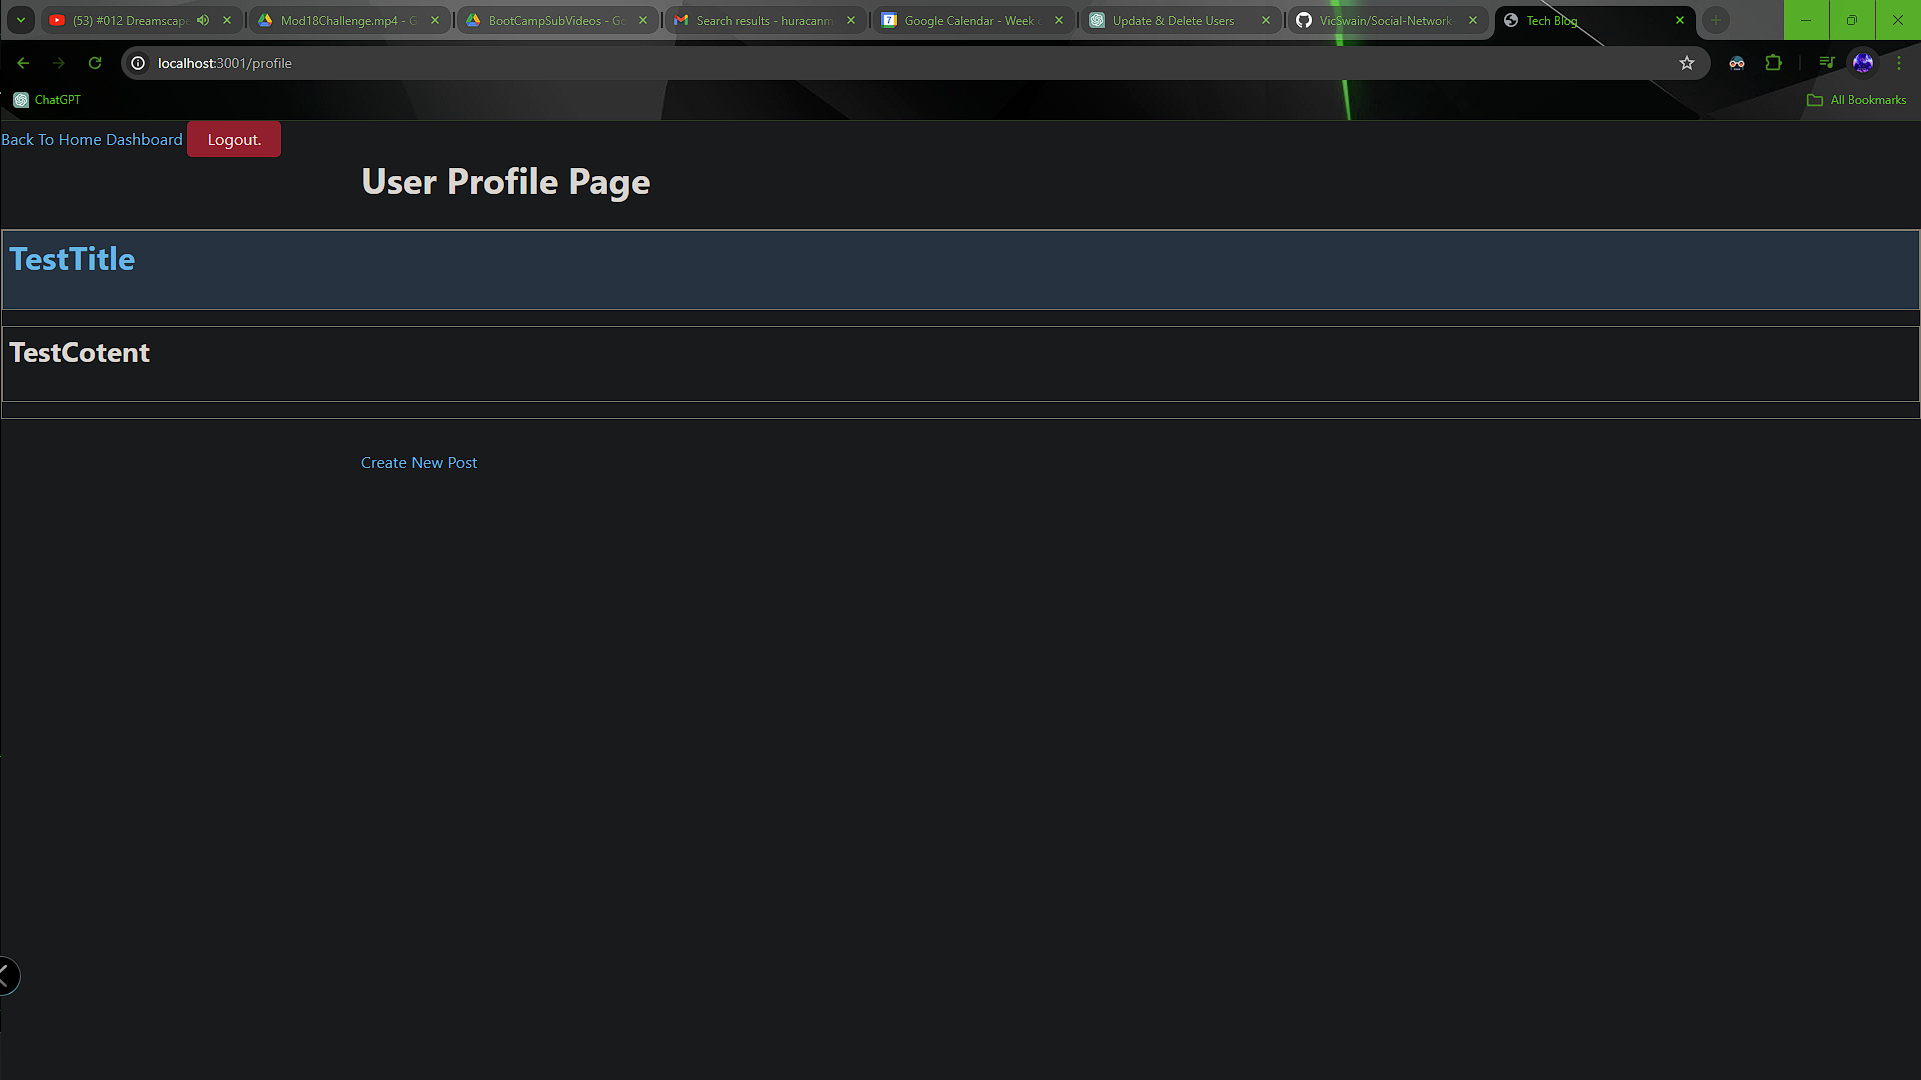 (53) #012 Dreamscape
Mod18Challenge.mp4 - G
BootCampSubVideos - Go
Search results - huracanm
7
Google Calendar - Week o
Update & Delete Users
VicSwain/Social-Network-
Tech Blog
localhost:3001/profile
ChatGPT
All Bookmarks
Back To Home Dashboard Logout.
User Profile Page
TestTitle
TestCotent
Create New Post